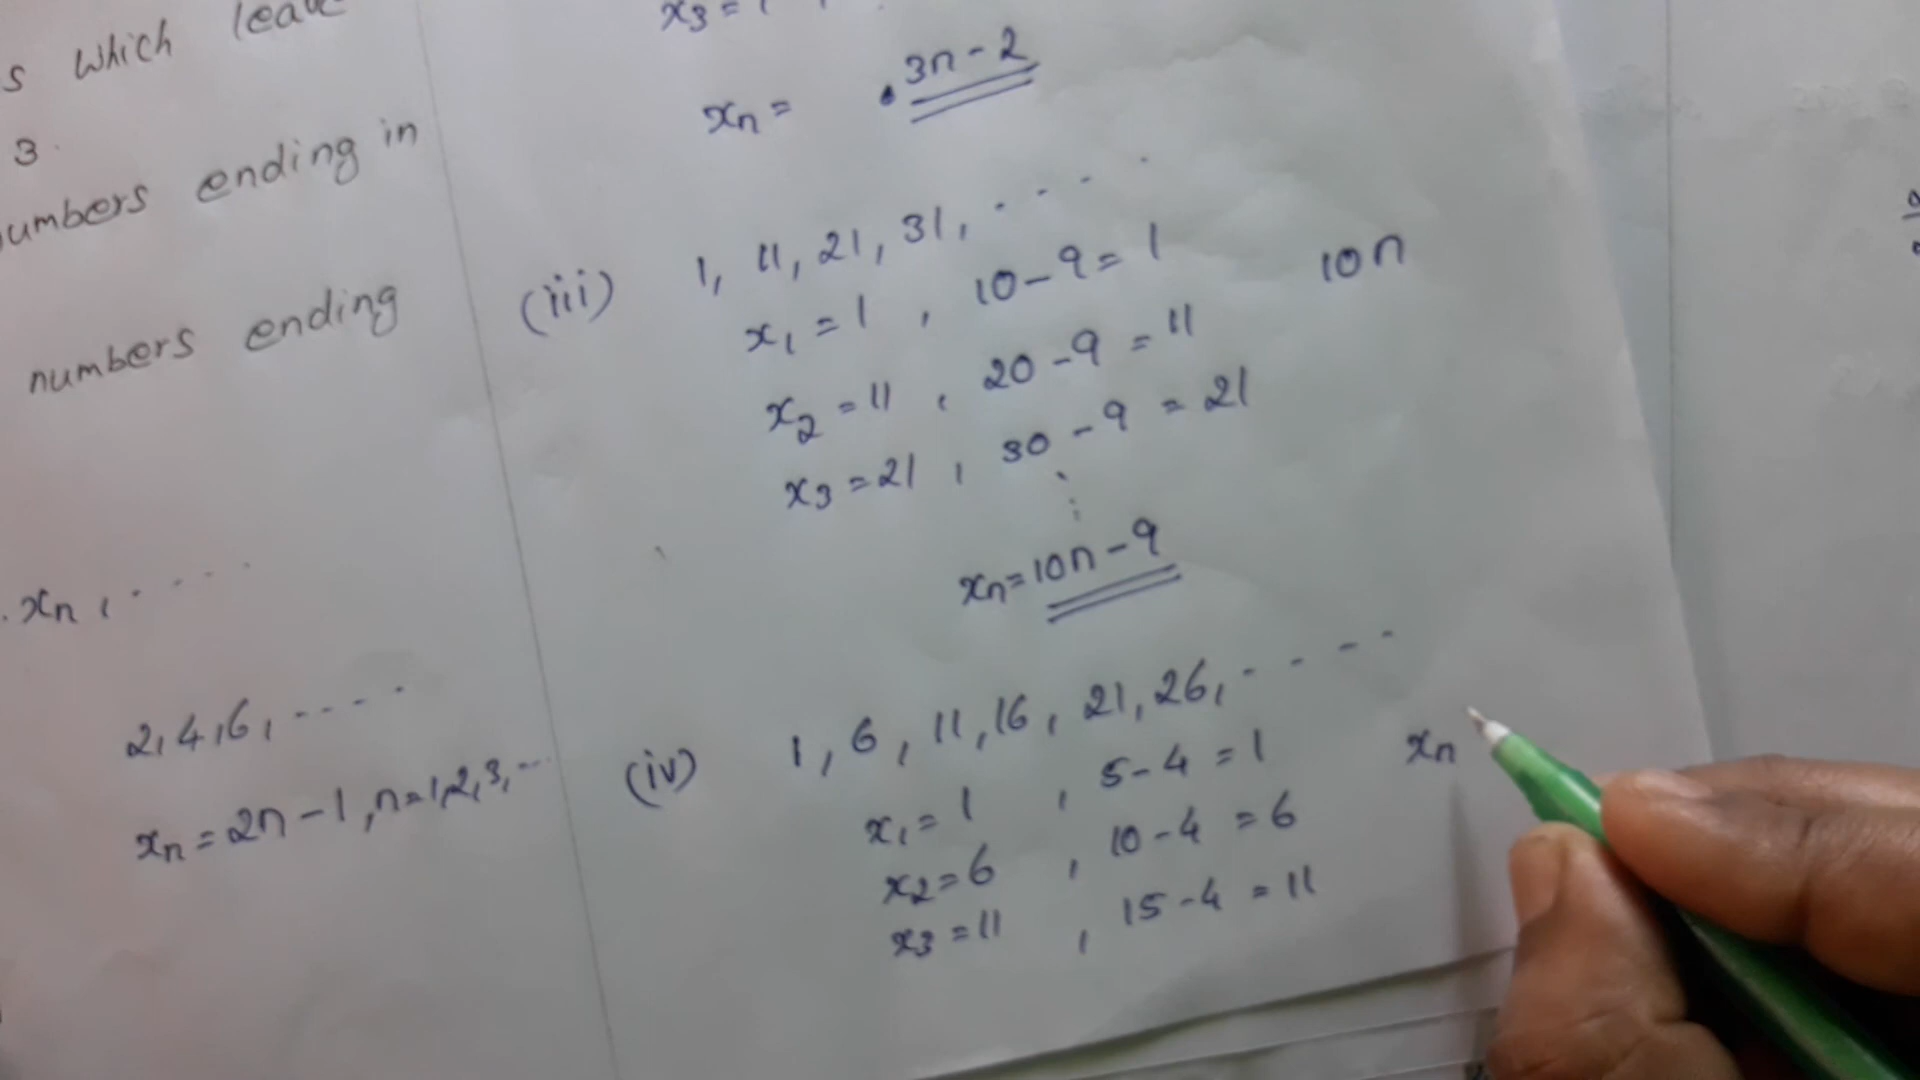 s which leave
3.
numbers ending in
numbers ending
. xn, ....
2, 4, 6, .....
xn = 2n - 1, n = 1, 2, 3, ...
x3 =
xn = 3n - 2
(iii) 1, 11, 21, 31, ....
x1 = 1, 10 - 9 = 1 10n
x2 = 11, 20 - 9 = 11
x3 = 21, 30 - 9 = 21
xn = 10n - 9
(iv) 1, 6, 11, 16, 21, 26, ....
x1 = 1, 5 - 4 = 1 xn
x2 = 6, 10 - 4 = 6
x3 = 11, 15 - 4 = 11